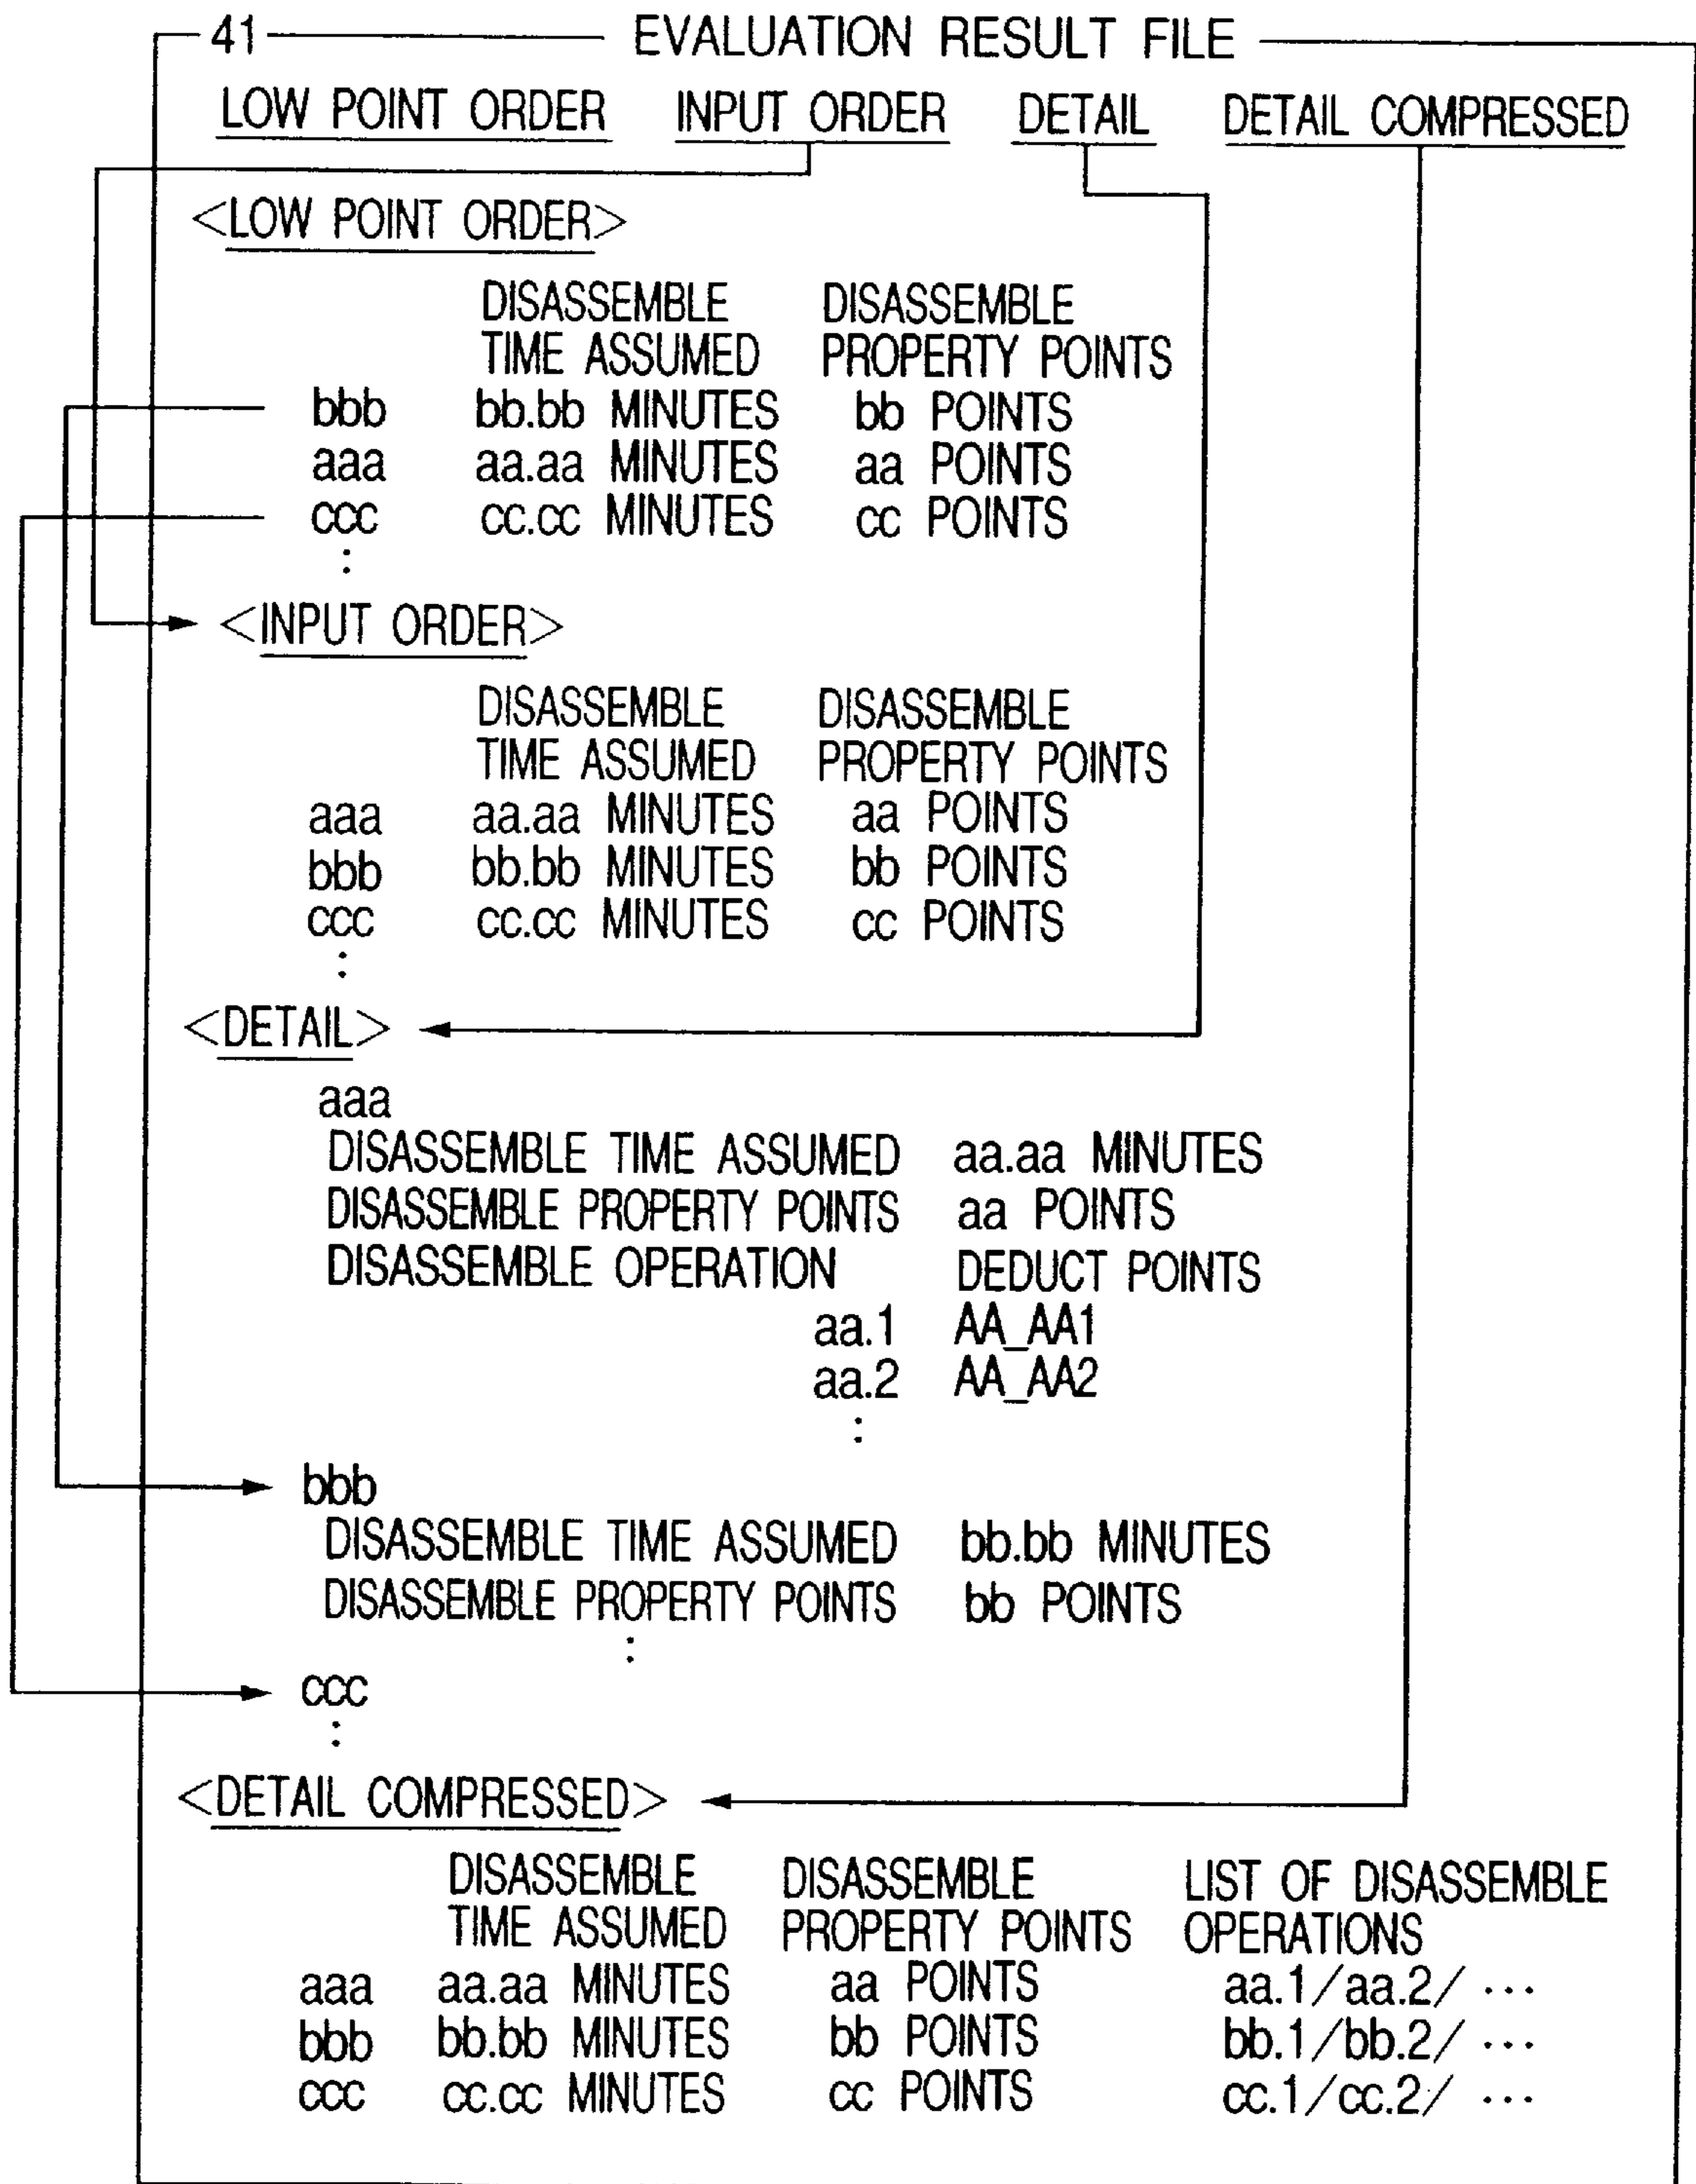 41 EVALUATION RESULT FILE
LOW POINT ORDER INPUT ORDER DETAIL DETAIL COMPRESSED
<LOW POINT ORDER>
DISASSEMBLE DISASSEMBLE
TIME ASSUMED PROPERTY POINTS
bbb bb.bb MINUTES bb POINTS
aaa aa.aa MINUTES aa POINTS
ccc cc.cc MINUTES cc POINTS
:
<INPUT ORDER>
DISASSEMBLE DISASSEMBLE
TIME ASSUMED PROPERTY POINTS
aaa aa.aa MINUTES aa POINTS
bbb bb.bb MINUTES bb POINTS
ccc cc.cc MINUTES cc POINTS
:
<DETAIL>
aaa
DISASSEMBLE TIME ASSUMED aa.aa MINUTES
DISASSEMBLE PROPERTY POINTS aa POINTS
DISASSEMBLE OPERATION DEDUCT POINTS
aa.1 AA_AA1
aa.2 AA_AA2
:
bbb
DISASSEMBLE TIME ASSUMED bb.bb MINUTES
DISASSEMBLE PROPERTY POINTS bb POINTS
:
ccc
:
<DETAIL COMPRESSED>
DISASSEMBLE DISASSEMBLE LIST OF DISASSEMBLE
TIME ASSUMED PROPERTY POINTS OPERATIONS
aaa aa.aa MINUTES aa POINTS aa.1/aa.2/ ···
bbb bb.bb MINUTES bb POINTS bb.1/bb.2/ ···
ccc cc.cc MINUTES cc POINTS cc.1/cc.2/ ···